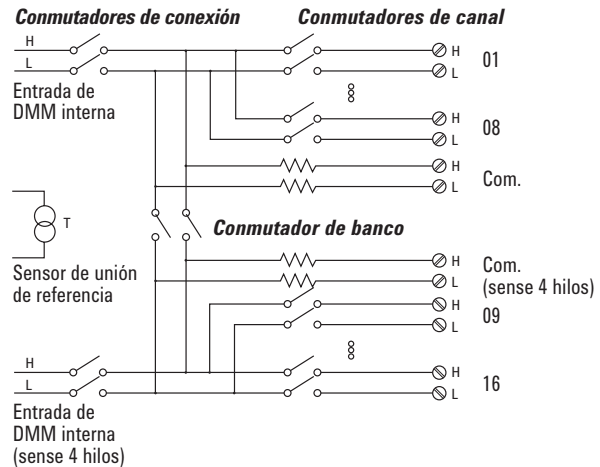 Conmutadores de conexión
Conmutadores de canal
H
L
Entrada de
DMM interna
H
L
01
H
L
08
H
L
Com.
T
Sensor de unión
de referencia
Conmutador de banco
H
L
Com.
(sense 4 hilos)
H
L
09
H
L
16
H
L
Entrada de
DMM interna
(sense 4 hilos)